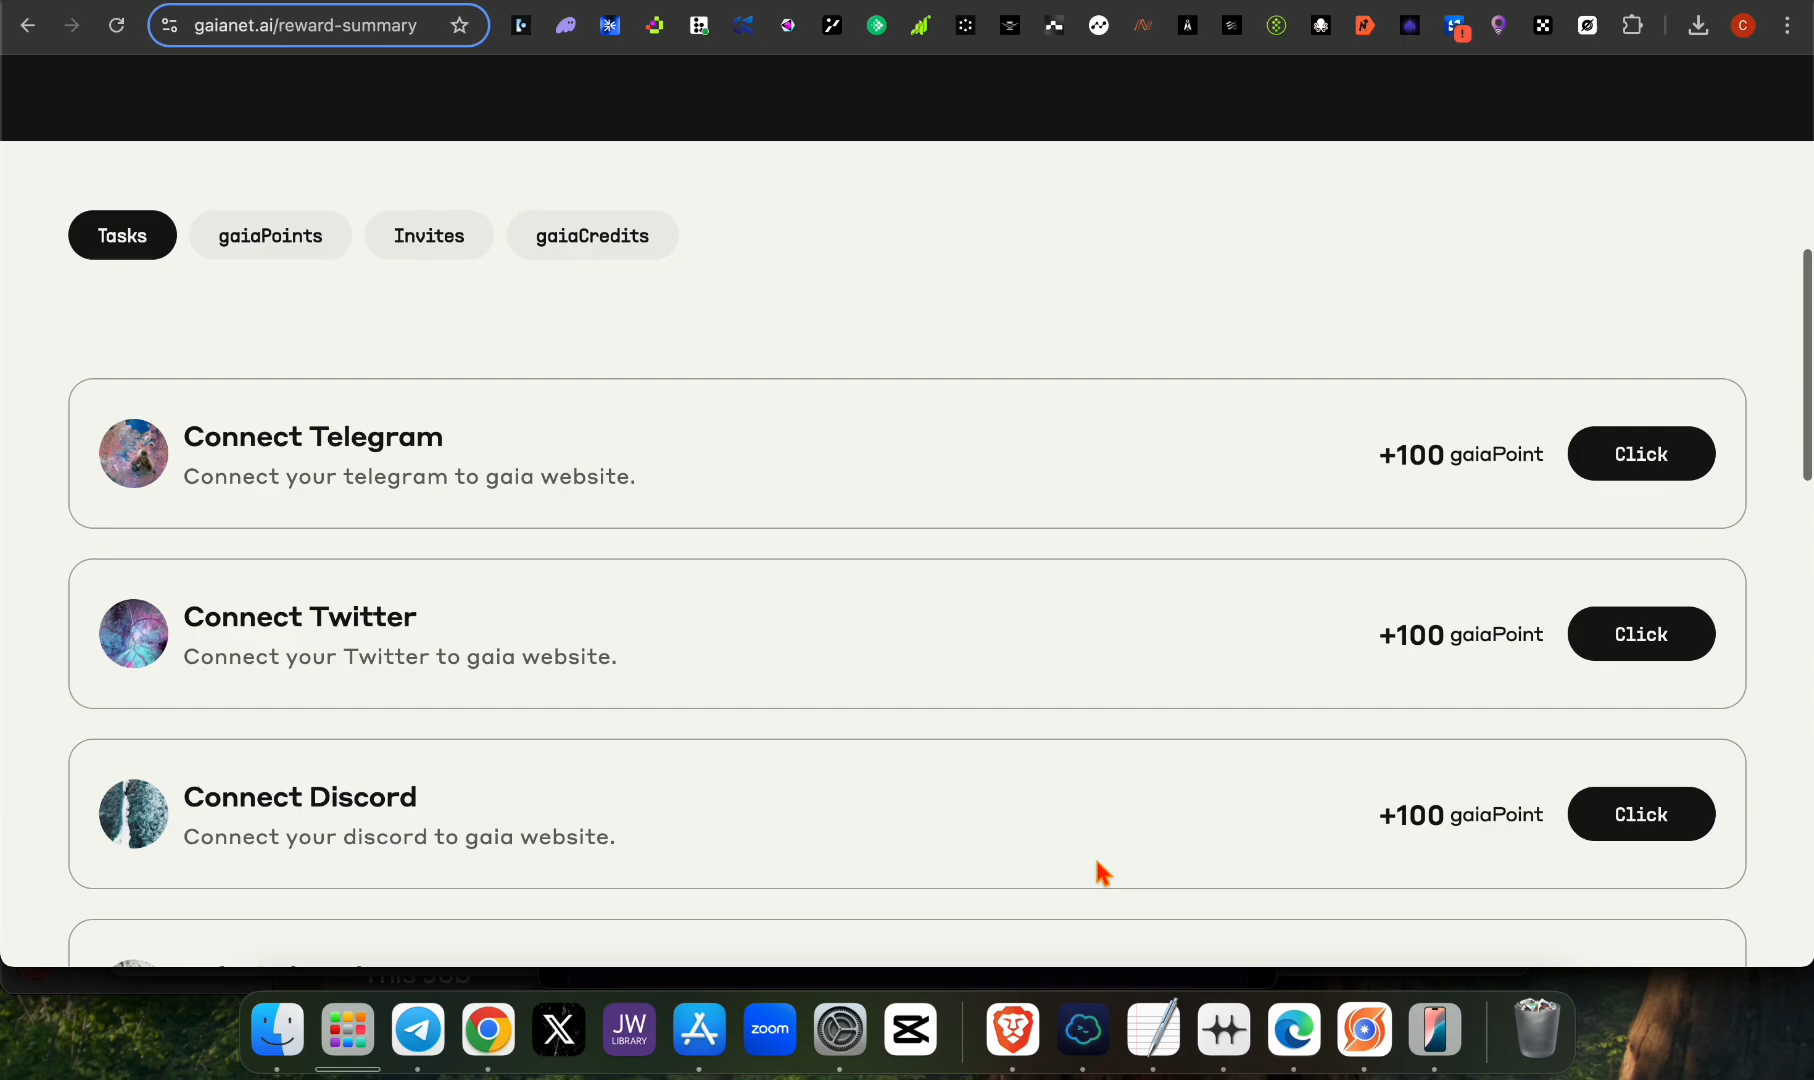 gaianet.ai/reward-summary
C
Tasks
gaiaPoints
Invites
gaiaCredits
Connect Telegram
Connect your telegram to gaia website.
+100 gaiaPoint
Click
Connect Twitter
Connect your Twitter to gaia website.
+100 gaiaPoint
Click
Connect Discord
Connect your discord to gaia website.
+100 gaiaPoint
Click
This Job
JW
LIBRARY
zoom